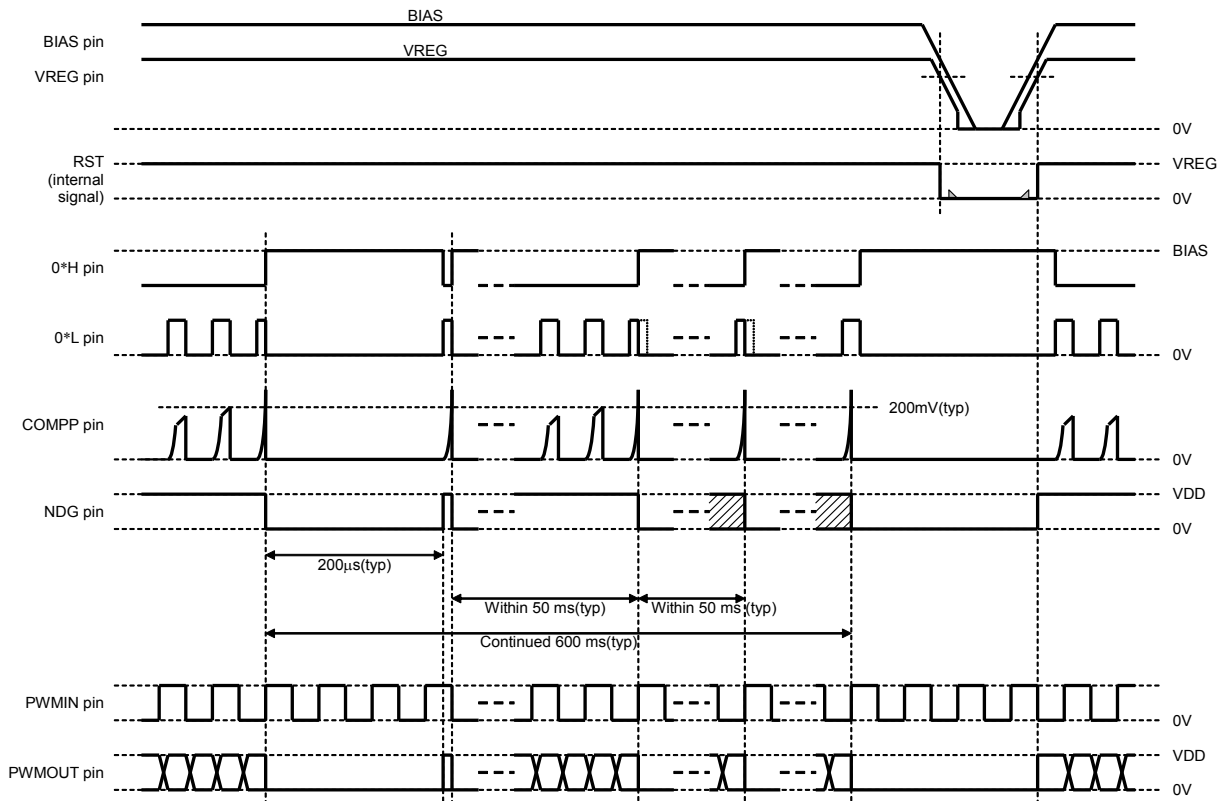 BIAS
BIAS pin
VREG
VREG pin
0V
RST
(internal
signal)
VREG
0V
0*H pin
BIAS
0*L pin
0V
200mV(typ)
COMPP pin
0V
VDD
NDG pin
0V
200μs(typ)
Within 50 ms(typ)
Within 50 ms (typ)
Continued 600 ms(typ)
PWMIN pin
0V
VDD
PWMOUT pin
0V